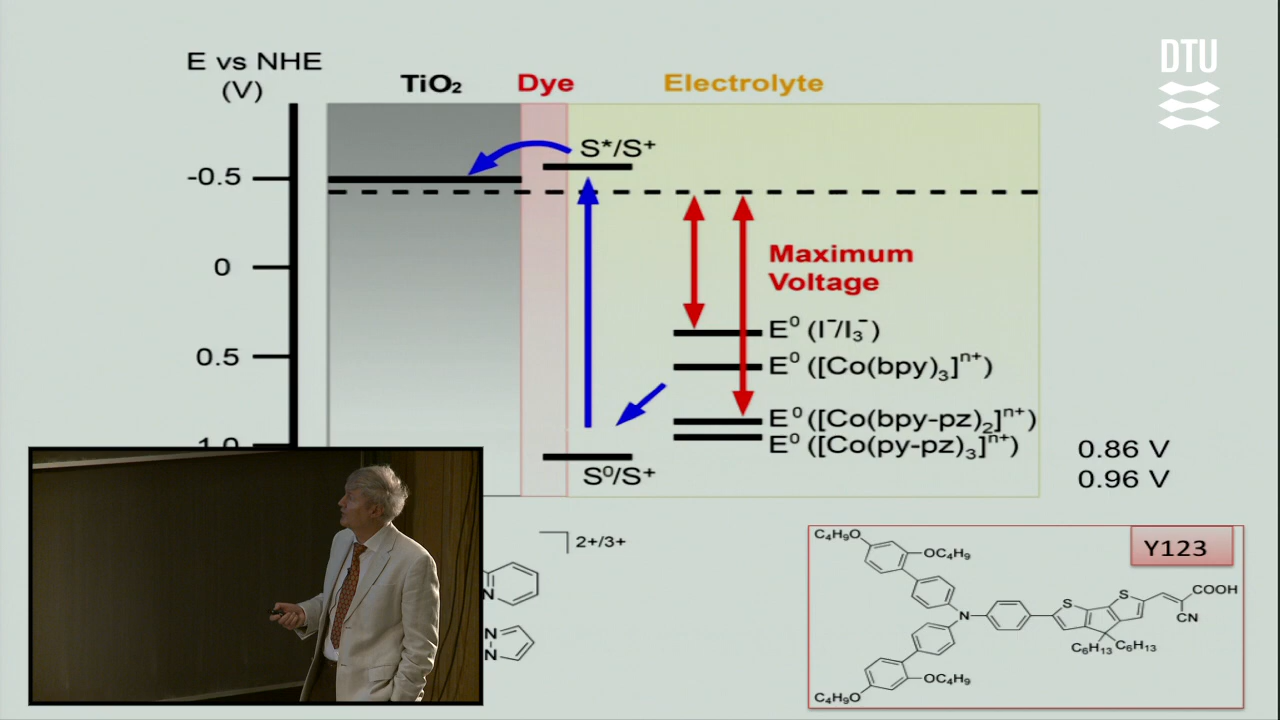 E vs NHE
(V)
TiO₂
Dye
Electrolyte
DTU
S*/S⁺
-0.5
0
0.5
1.0
Maximum
Voltage
E⁰ (I⁻/I₃⁻)
E⁰ ([Co(bpy)₃]ⁿ⁺)
E⁰ ([Co(bpy-pz)₂]ⁿ⁺)
E⁰ ([Co(py-pz)₃]ⁿ⁺)
0.86 V
0.96 V
S⁰/S⁺
2+/3+
N
N
N
Y123
C₄H₉O
OC₄H₉
S
S
COOH
CN
N
C₆H₁₃
C₆H₁₃
OC₄H₉
C₄H₉O